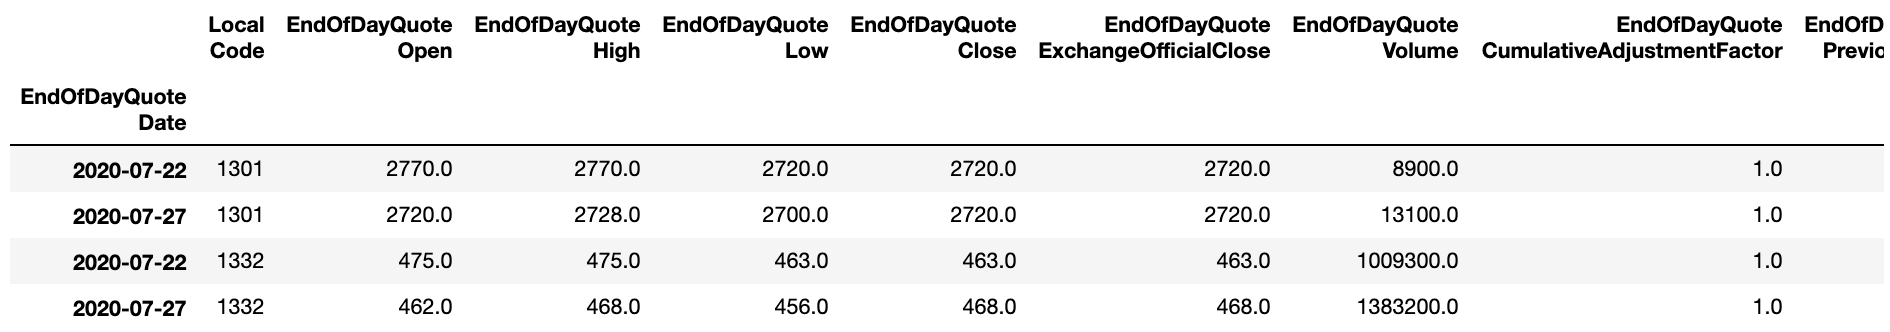 Local EndOfDayQuote EndOfDayQuote EndOfDayQuote EndOfDayQuote EndOfDayQuote EndOfDayQuote EndOfDayQuote
Code Open High Low Close ExchangeOfficialClose Volume CumulativeAdjustmentFactor
EndOfDayQuote
Date
2020-07-22 1301 2770.0 2770.0 2720.0 2720.0 2720.0 8900.0 1.0
2020-07-27 1301 2720.0 2728.0 2700.0 2720.0 2720.0 13100.0 1.0
2020-07-22 1332 475.0 475.0 463.0 463.0 463.0 1009300.0 1.0
2020-07-27 1332 462.0 468.0 456.0 468.0 468.0 1383200.0 1.0